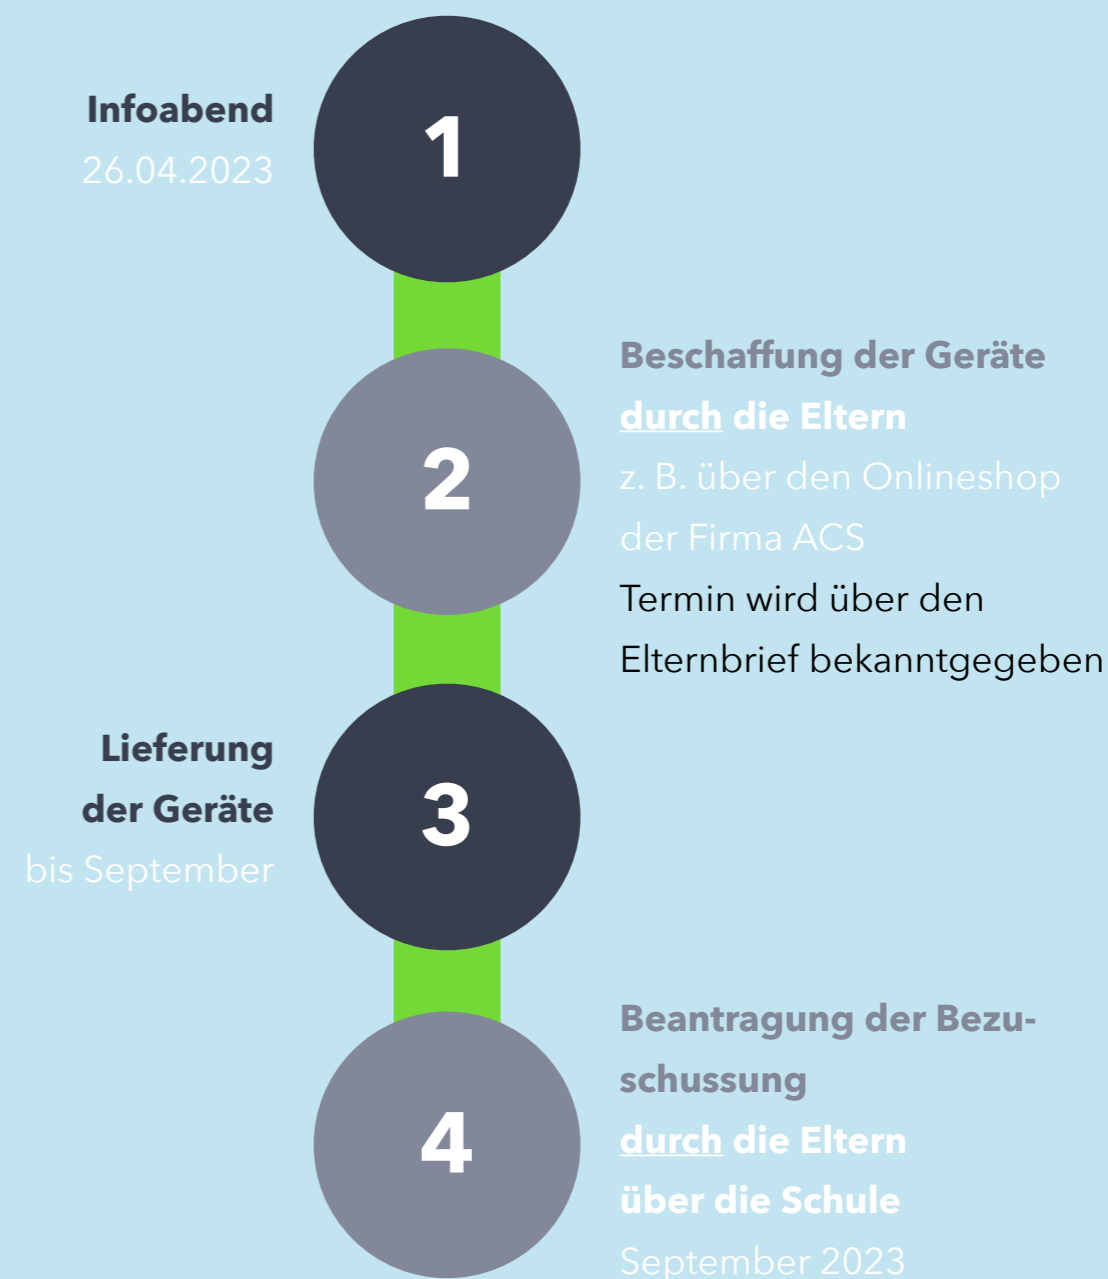 Infoabend
26.04.2023
1
2
Beschaffung der Geräte
durch die Eltern
z. B. über den Onlineshop
der Firma ACS
Termin wird über den
Elternbrief bekanntgegeben
Lieferung
der Geräte
bis September
3
4
Beantragung der Bezu-
schussung
durch die Eltern
über die Schule
September 2023